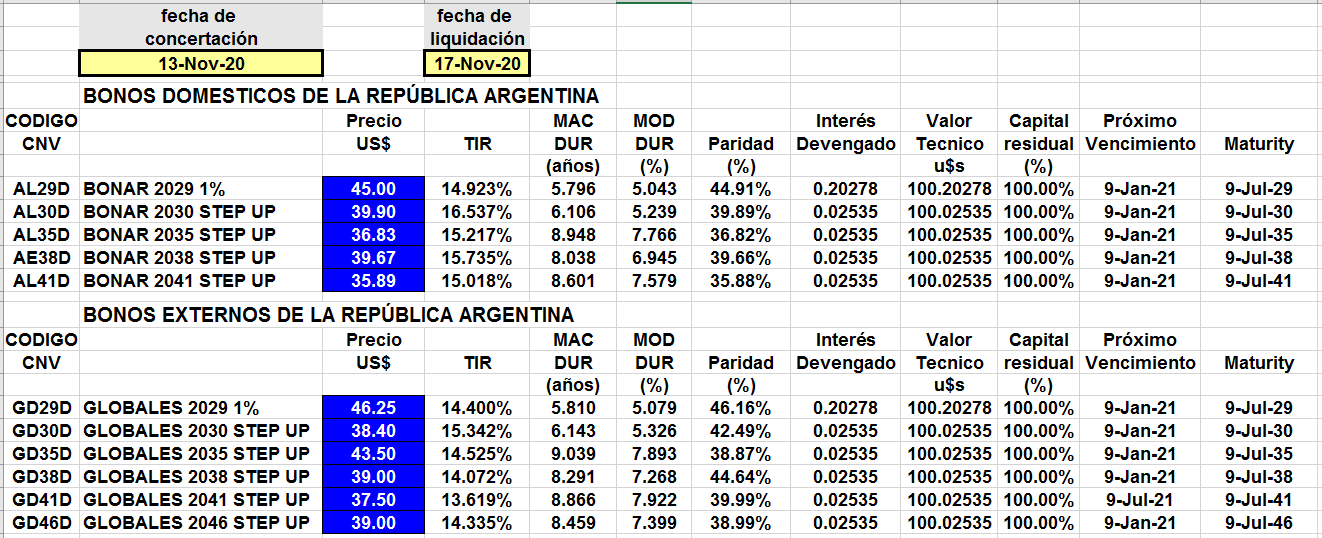 fecha de fecha de
concertación liquidación
13-Nov-20 17-Nov-20
BONOS DOMESTICOS DE LA REPÚBLICA ARGENTINA
CODIGO Precio MAC MOD Interés Valor Capital Próximo
CNV US$ TIR DUR DUR Paridad Devengado Tecnico residual Vencimiento Maturity
(años) (%) (%) u$s (%)
AL29D BONAR 2029 1% 45.00 14.923% 5.796 5.043 44.91% 0.20278 100.20278 100.00% 9-Jan-21 9-Jul-29
AL30D BONAR 2030 STEP UP 39.90 16.537% 6.106 5.239 39.89% 0.02535 100.02535 100.00% 9-Jan-21 9-Jul-30
AL35D BONAR 2035 STEP UP 36.83 15.217% 8.948 7.766 36.82% 0.02535 100.02535 100.00% 9-Jan-21 9-Jul-35
AE38D BONAR 2038 STEP UP 39.67 15.735% 8.038 6.945 39.66% 0.02535 100.02535 100.00% 9-Jan-21 9-Jul-38
AL41D BONAR 2041 STEP UP 35.89 15.018% 8.601 7.579 35.88% 0.02535 100.02535 100.00% 9-Jan-21 9-Jul-41
BONOS EXTERNOS DE LA REPÚBLICA ARGENTINA
CODIGO Precio MAC MOD Interés Valor Capital Próximo
CNV US$ TIR DUR DUR Paridad Devengado Tecnico residual Vencimiento Maturity
(años) (%) (%) u$s (%)
GD29D GLOBALES 2029 1% 46.25 14.400% 5.810 5.079 46.16% 0.20278 100.20278 100.00% 9-Jan-21 9-Jul-29
GD30D GLOBALES 2030 STEP UP 38.40 15.342% 6.143 5.326 42.49% 0.02535 100.02535 100.00% 9-Jan-21 9-Jul-30
GD35D GLOBALES 2035 STEP UP 43.50 14.525% 9.039 7.893 38.87% 0.02535 100.02535 100.00% 9-Jan-21 9-Jul-35
GD38D GLOBALES 2038 STEP UP 39.00 14.072% 8.291 7.268 44.64% 0.02535 100.02535 100.00% 9-Jan-21 9-Jul-38
GD41D GLOBALES 2041 STEP UP 37.50 13.619% 8.866 7.922 39.99% 0.02535 100.02535 100.00% 9-Jul-21 9-Jul-41
GD46D GLOBALES 2046 STEP UP 39.00 14.335% 8.459 7.399 38.99% 0.02535 100.02535 100.00% 9-Jan-21 9-Jul-46